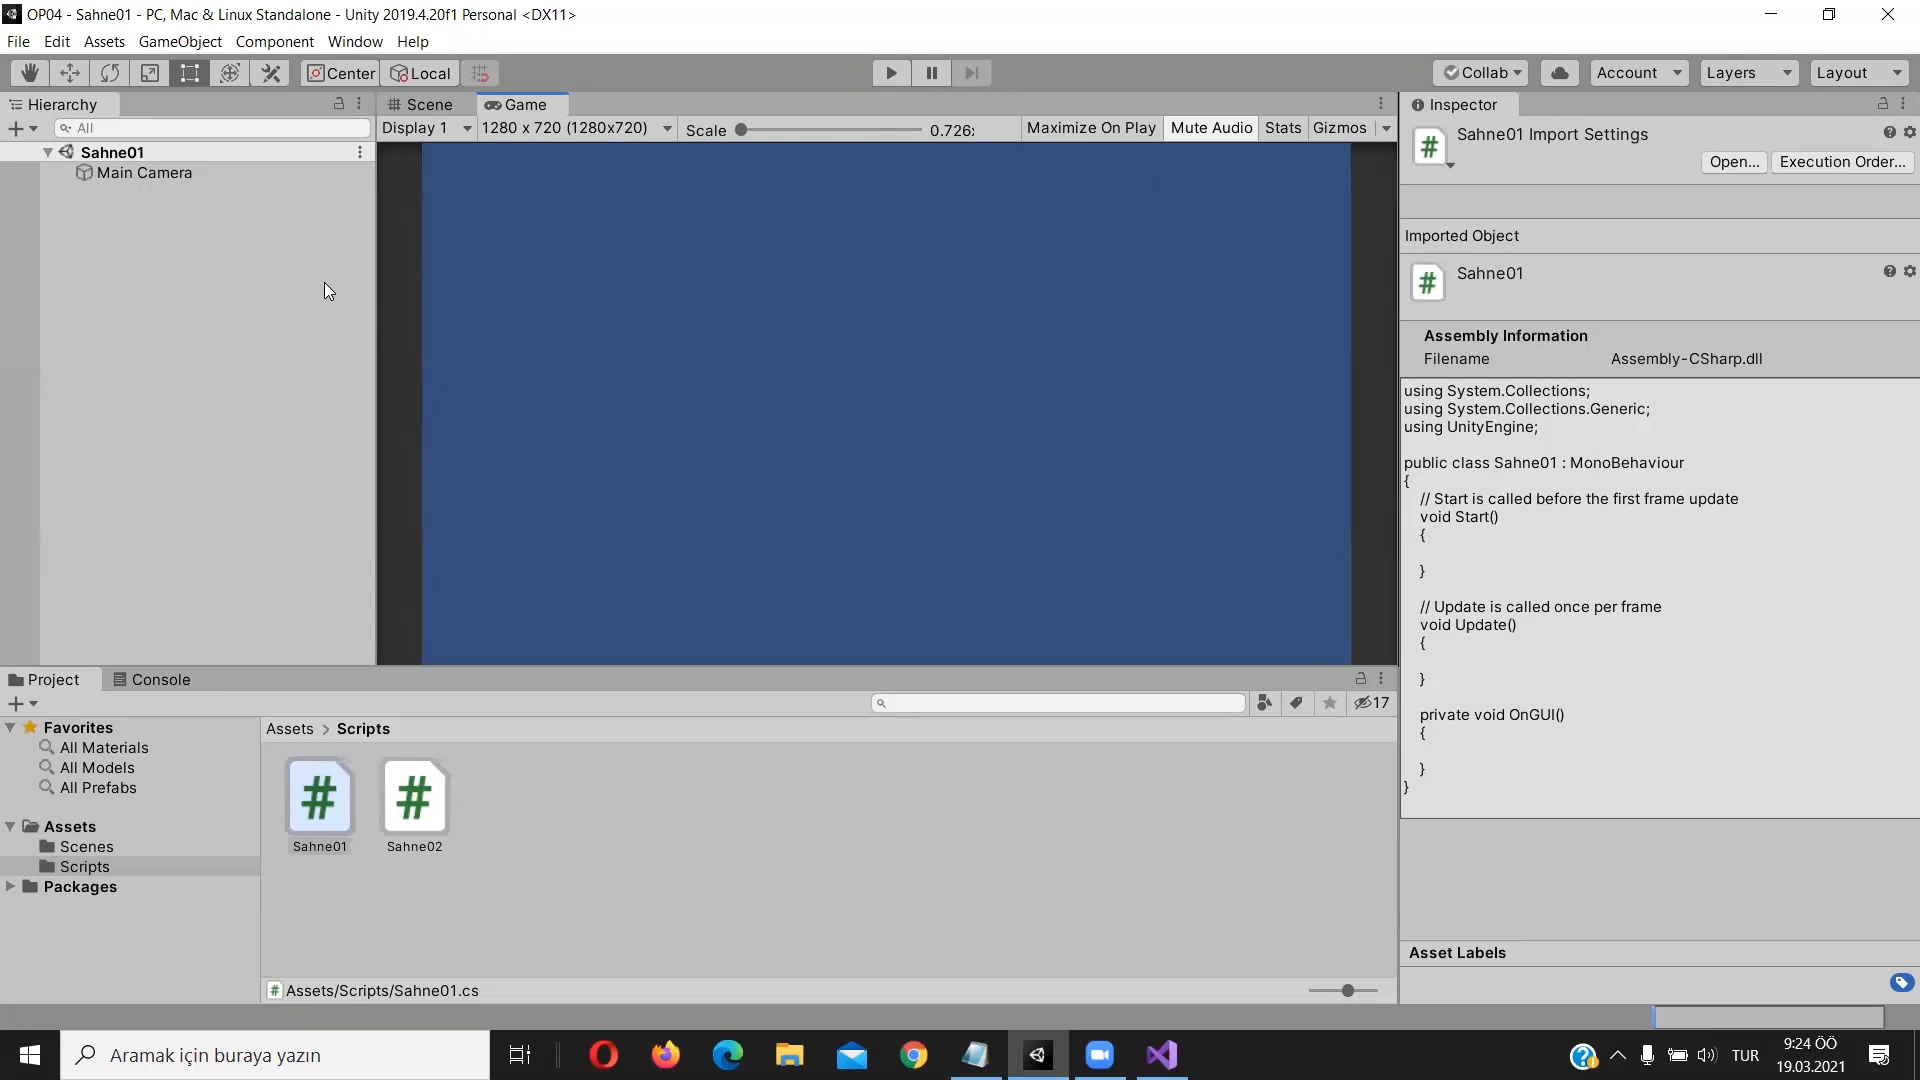 OP04 - Sahne01 - PC, Mac & Linux Standalone - Unity 2019.4.20f1 Personal <DX11>
File Edit Assets GameObject Component Window Help
Center Local Collab Account Layers Layout
Hierarchy
All
Sahne01
Main Camera
Scene Game
Display 1 1280 x 720 (1280x720) Scale 0.726: Maximize On Play Mute Audio Stats Gizmos
Inspector
Sahne01 Import Settings
Open... Execution Order...
Imported Object
Sahne01
Assembly Information
Filename Assembly-CSharp.dll
using System.Collections;
using System.Collections.Generic;
using UnityEngine;
public class Sahne01 : MonoBehaviour
{
// Start is called before the first frame update
void Start()
{
}
// Update is called once per frame
void Update()
{
}
private void OnGUI()
{
}
}
Asset Labels
Project Console
17
Favorites
All Materials
All Models
All Prefabs
Assets
Scenes
Scripts
Packages
Assets > Scripts
# #
Sahne01 Sahne02
Assets/Scripts/Sahne01.cs
Aramak için buraya yazın
TUR
9:24 ÖÖ
19.03.2021